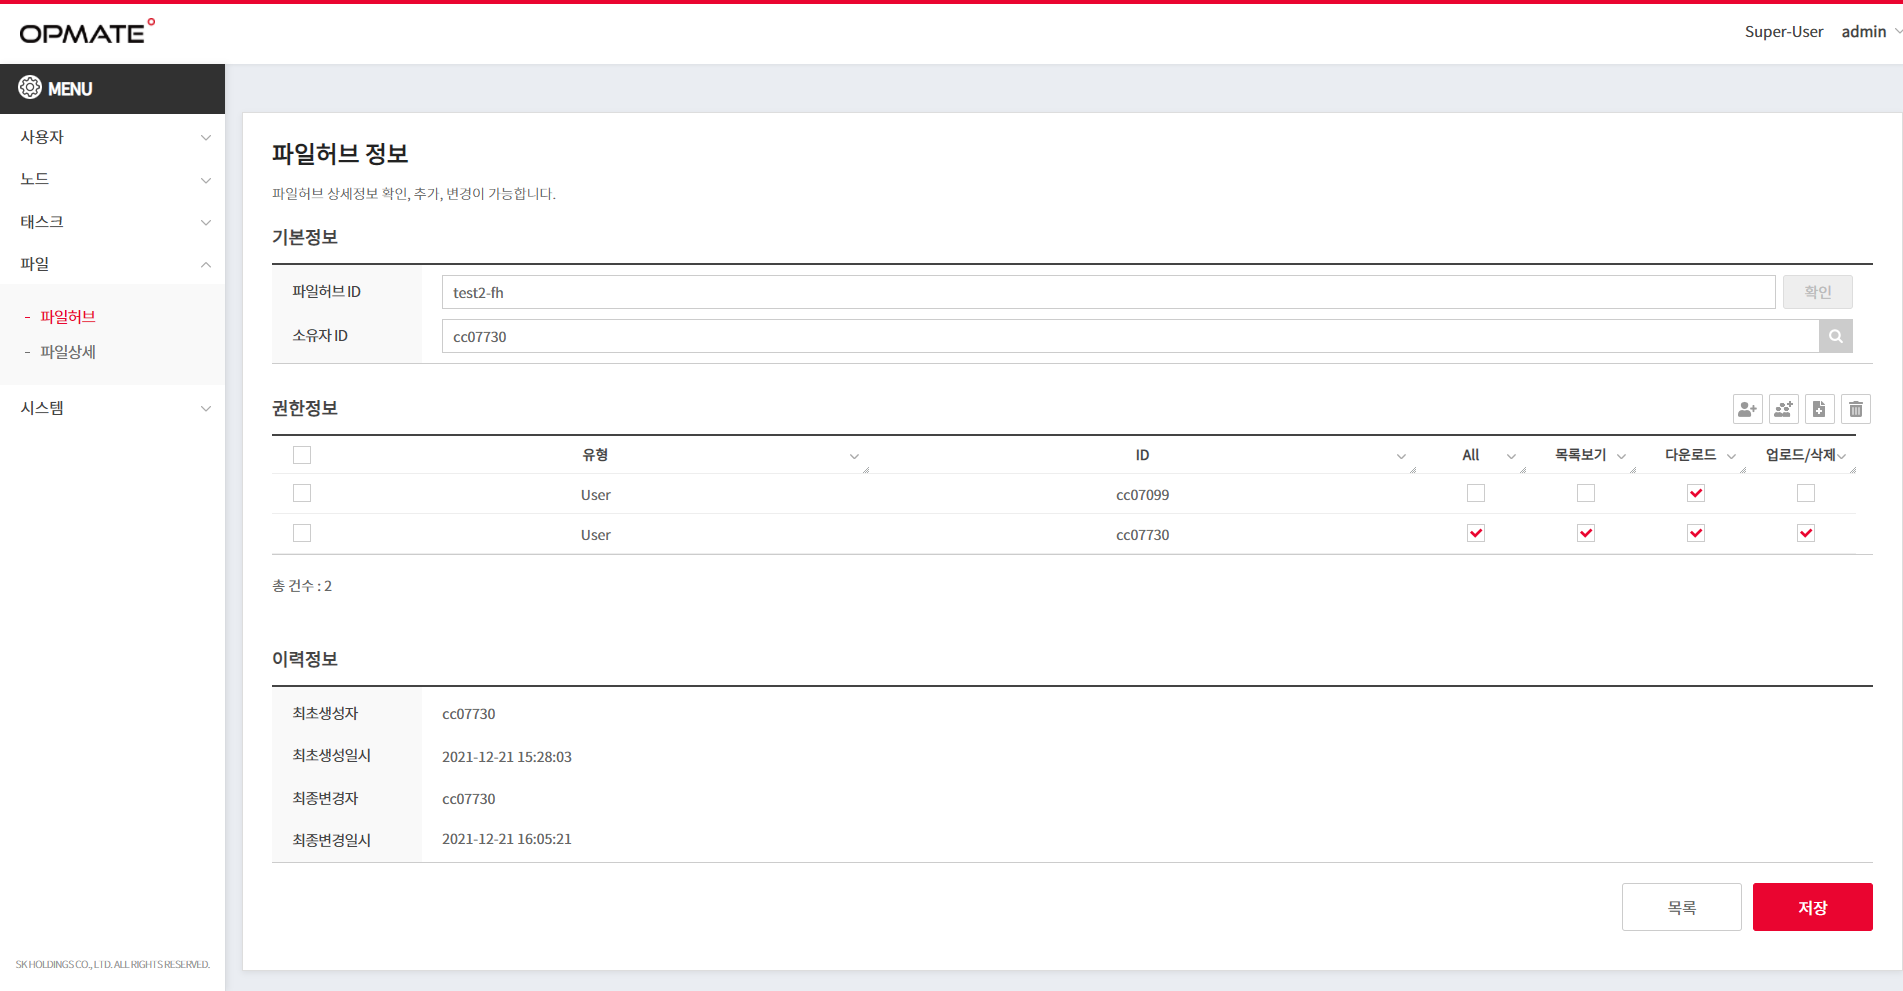 OPMATE
Super-User admin
MENU
사용자
노드
태스크
파일
- 파일허브
- 파일상세
시스템
SK HOLDINGS CO., LTD. ALL RIGHTS RESERVED.
파일허브 정보
파일허브 상세정보 확인, 추가, 변경이 가능합니다.
기본정보
파일허브 ID test2-fh 확인
소유자 ID cc07730
권한정보
유형 ID All 목록보기 다운로드 업로드/삭제
User cc07099
User cc07730
총 건수 : 2
이력정보
최초생성자 cc07730
최초생성일시 2021-12-21 15:28:03
최종변경자 cc07730
최종변경일시 2021-12-21 16:05:21
목록 저장